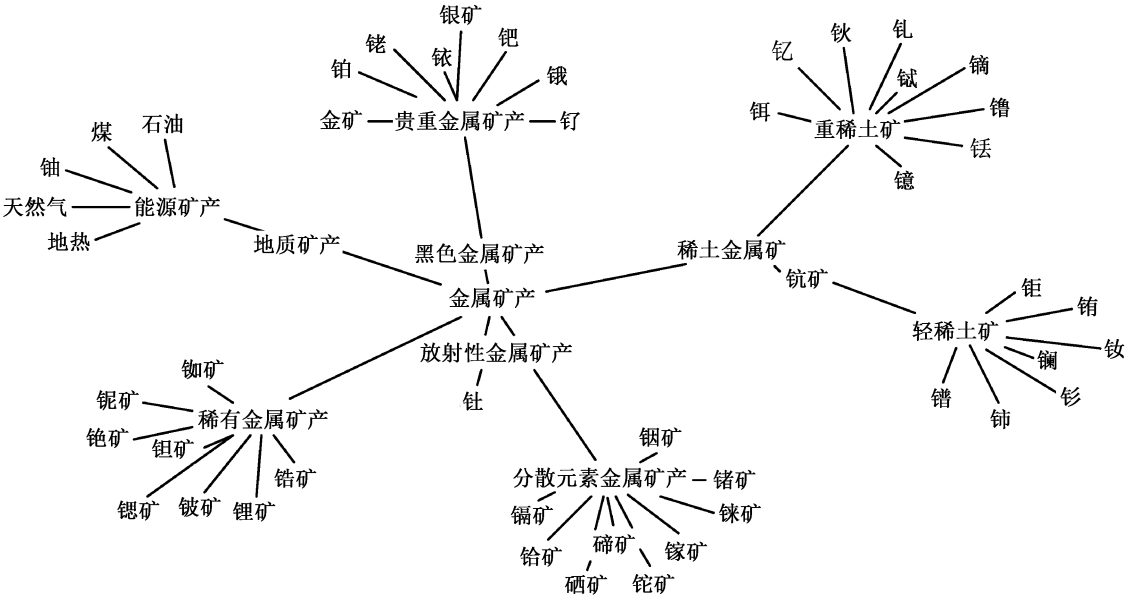 银矿
铑
铱
钯
铂
锇
金矿
贵重金属矿产
钌
石油
煤
铀
天然气
能源矿产
地热
地质矿产
钬
钆
钇
铽
镝
铒
镥
重稀土矿
铥
镱
黑色金属矿产
稀土金属矿
金属矿产
钪矿
钷
铕
轻稀土矿
钕
镧
钐
镨
铈
放射性金属矿产
钍
铷矿
铌矿
稀有金属矿产
铯矿
钽矿
锆矿
锶矿
铍矿
锂矿
铟矿
分散元素金属矿产
锗矿
镉矿
铼矿
碲矿
铪矿
镓矿
硒矿
铊矿